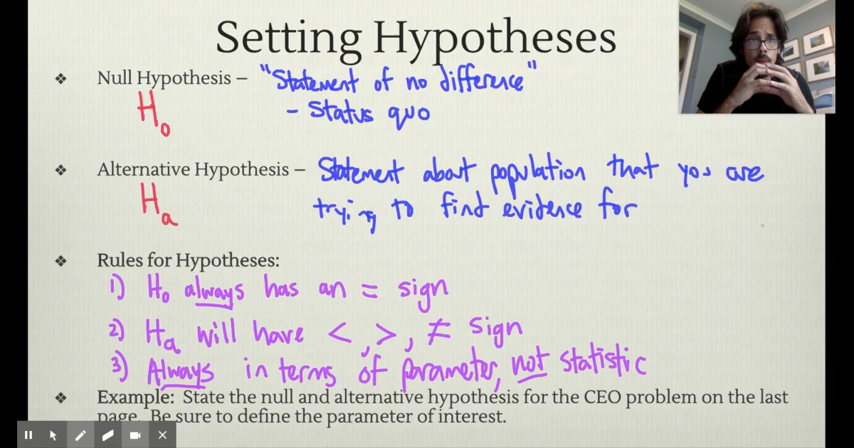 Setting Hypotheses
❖ Null Hypothesis – "Statement of no difference"
H₀ - Status quo
❖ Alternative Hypothesis – Statement about population that you are
Hₐ trying to find evidence for
❖ Rules for Hypotheses:
1) H₀ always has an = sign
2) Hₐ will have <, >, ≠ sign
3) Always in terms of parameter, not statistic
❖ Example: State the null and alternative hypothesis for the CEO problem on the last
page. Be sure to define the parameter of interest.